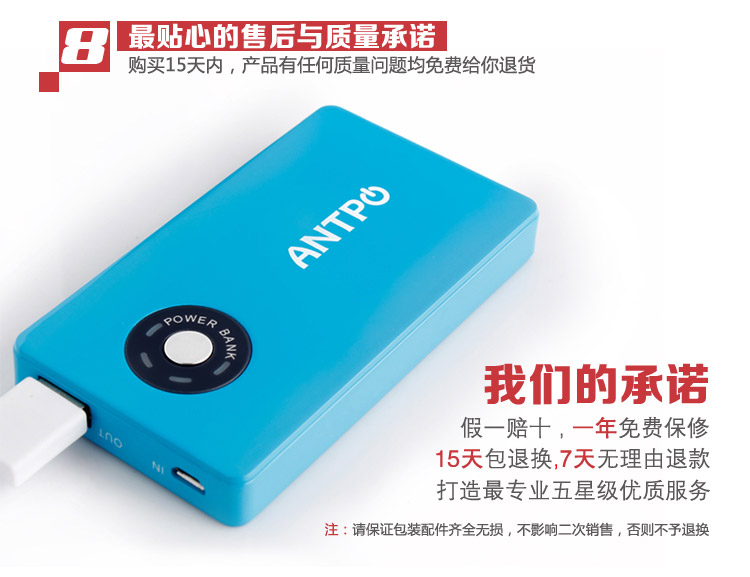 8
最贴心的售后与质量承诺
购买15天内，产品有任何质量问题均免费给你退货
ANTPO
POWER BANK
OUT
IN
我们的承诺
假一赔十，一年免费保修
15天包退换,7天无理由退款
打造最专业五星级优质服务
注：请保证包装配件齐全无损，不影响二次销售，否则不予退换